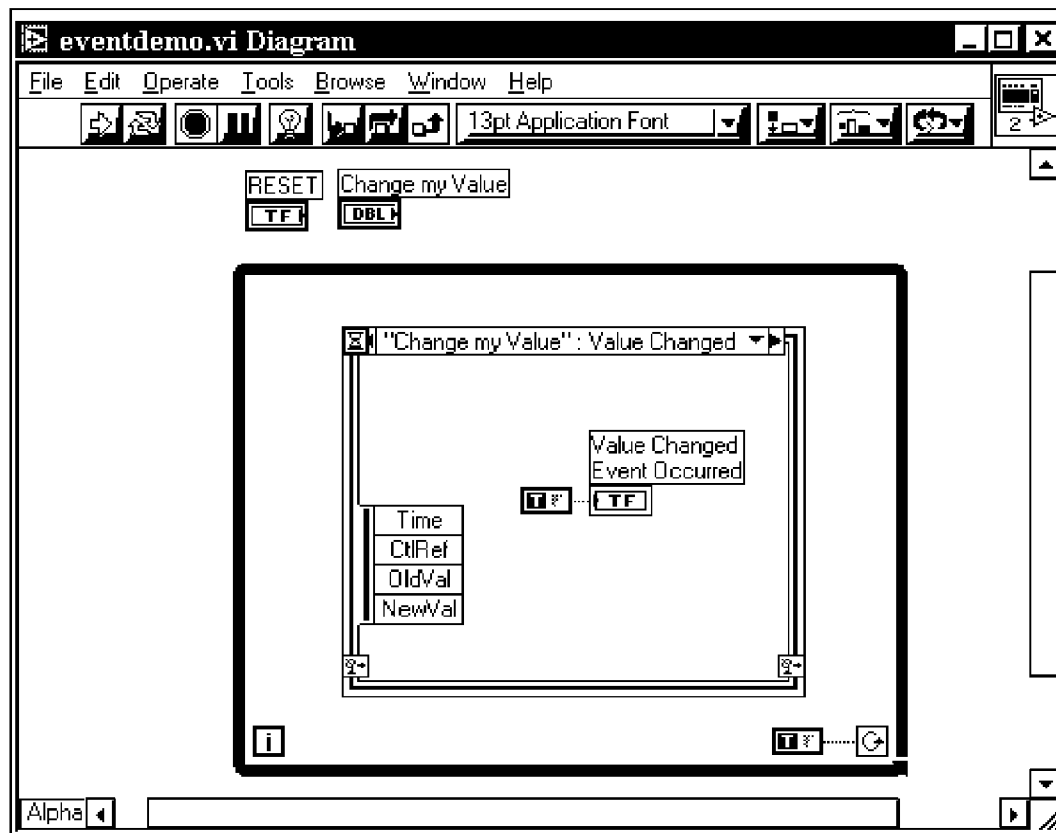 eventdemo.vi Diagram
File Edit Operate Tools Browse Window Help
13pt Application Font
2
RESET Change my Value
TF DBL
"Change my Value" : Value Changed
Value Changed
Event Occurred
T TF
Time
CtlRef
OldVal
NewVal
i T
Alpha